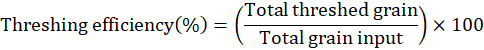 Threshing efficiency(%) = (Total threshed grain / Total grain input) × 100